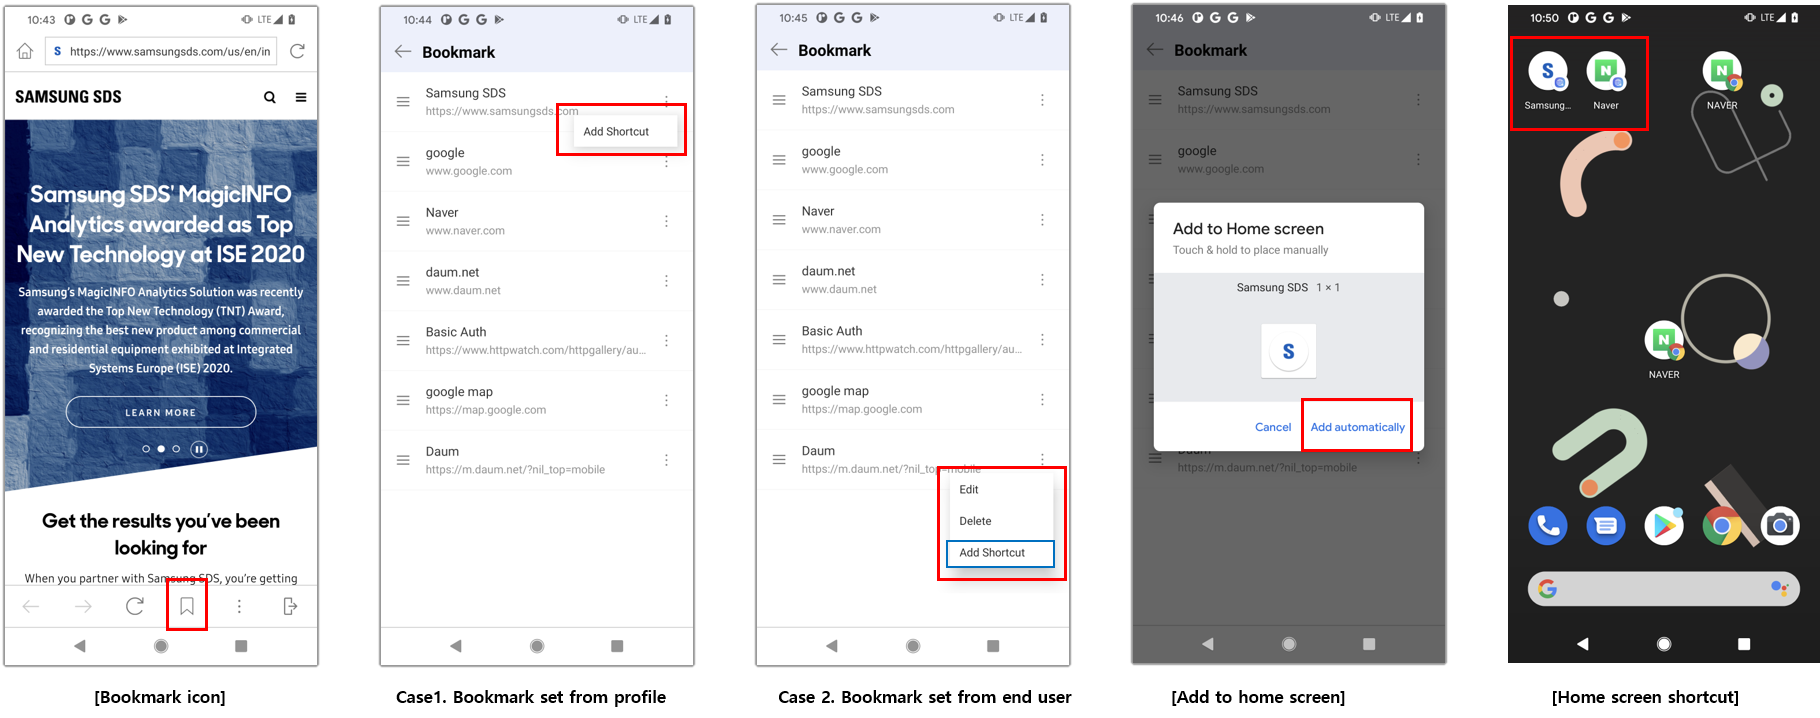 10:43
LTE
S https://www.samsungsds.com/us/en/in
SAMSUNG SDS
Samsung SDS' MagicINFO
Analytics awarded as Top
New Technology at ISE 2020
Samsung's MagicINFO Analytics Solution was recently
awarded the Top New Technology (TNT) Award,
recognizing the best new product among commercial
and residential equipment exhibited at Integrated
Systems Europe (ISE) 2020.
LEARN MORE
Get the results you've been
looking for
When you partner with Samsung SDS, you're getting
[Bookmark icon]
10:44
LTE
Bookmark
Samsung SDS
https://www.samsungsds.com
Add Shortcut
google
www.google.com
Naver
www.naver.com
daum.net
www.daum.net
Basic Auth
https://www.httpwatch.com/httpgallery/au...
google map
https://map.google.com
Daum
https://m.daum.net/?nil_top=mobile
Case1. Bookmark set from profile
10:45
LTE
Bookmark
Samsung SDS
https://www.samsungsds.com
google
www.google.com
Naver
www.naver.com
daum.net
www.daum.net
Basic Auth
https://www.httpwatch.com/httpgallery/au...
google map
https://map.google.com
Daum
https://m.daum.net/?nil_top=mobile
Edit
Delete
Add Shortcut
Case 2. Bookmark set from end user
10:46
LTE
Bookmark
Samsung SDS
https://www.samsungsds.com
google
www.google.com
Add to Home screen
Touch & hold to place manually
Samsung SDS 1 × 1
S
Cancel
Add automatically
Daum
https://m.daum.net/?nil_top=mobile
[Add to home screen]
10:50
LTE
S
N
N
Samsung...
Naver
NAVER
N
NAVER
[Home screen shortcut]